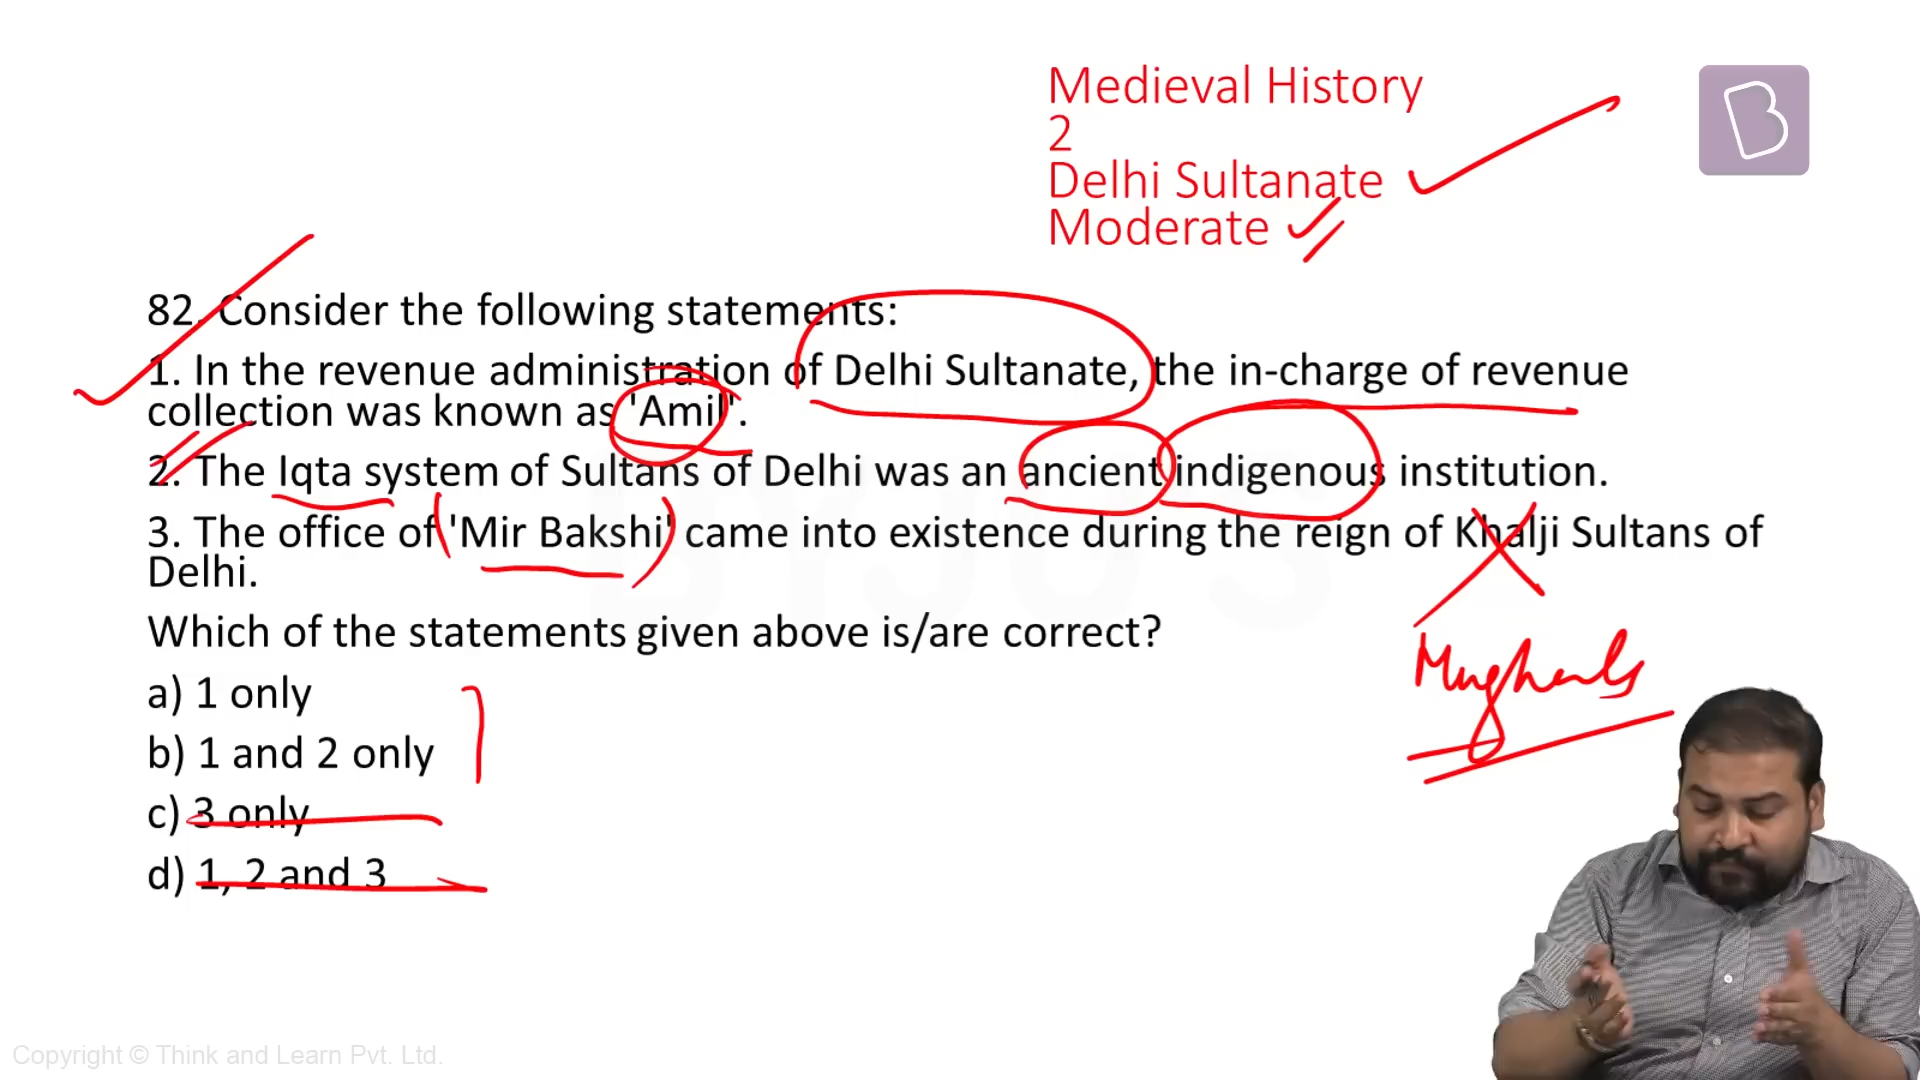 Medieval History
2
Delhi Sultanate
Moderate
82. Consider the following statements:
1. In the revenue administration of Delhi Sultanate, the in-charge of revenue
collection was known as 'Amil'.
2. The Iqta system of Sultans of Delhi was an ancient indigenous institution.
3. The office of 'Mir Bakshi' came into existence during the reign of Khalji Sultans of
Delhi.
Which of the statements given above is/are correct?
a) 1 only
b) 1 and 2 only
c) 3 only
d) 1, 2 and 3
Mughals
BYJU'S
Copyright © Think and Learn Pvt. Ltd.